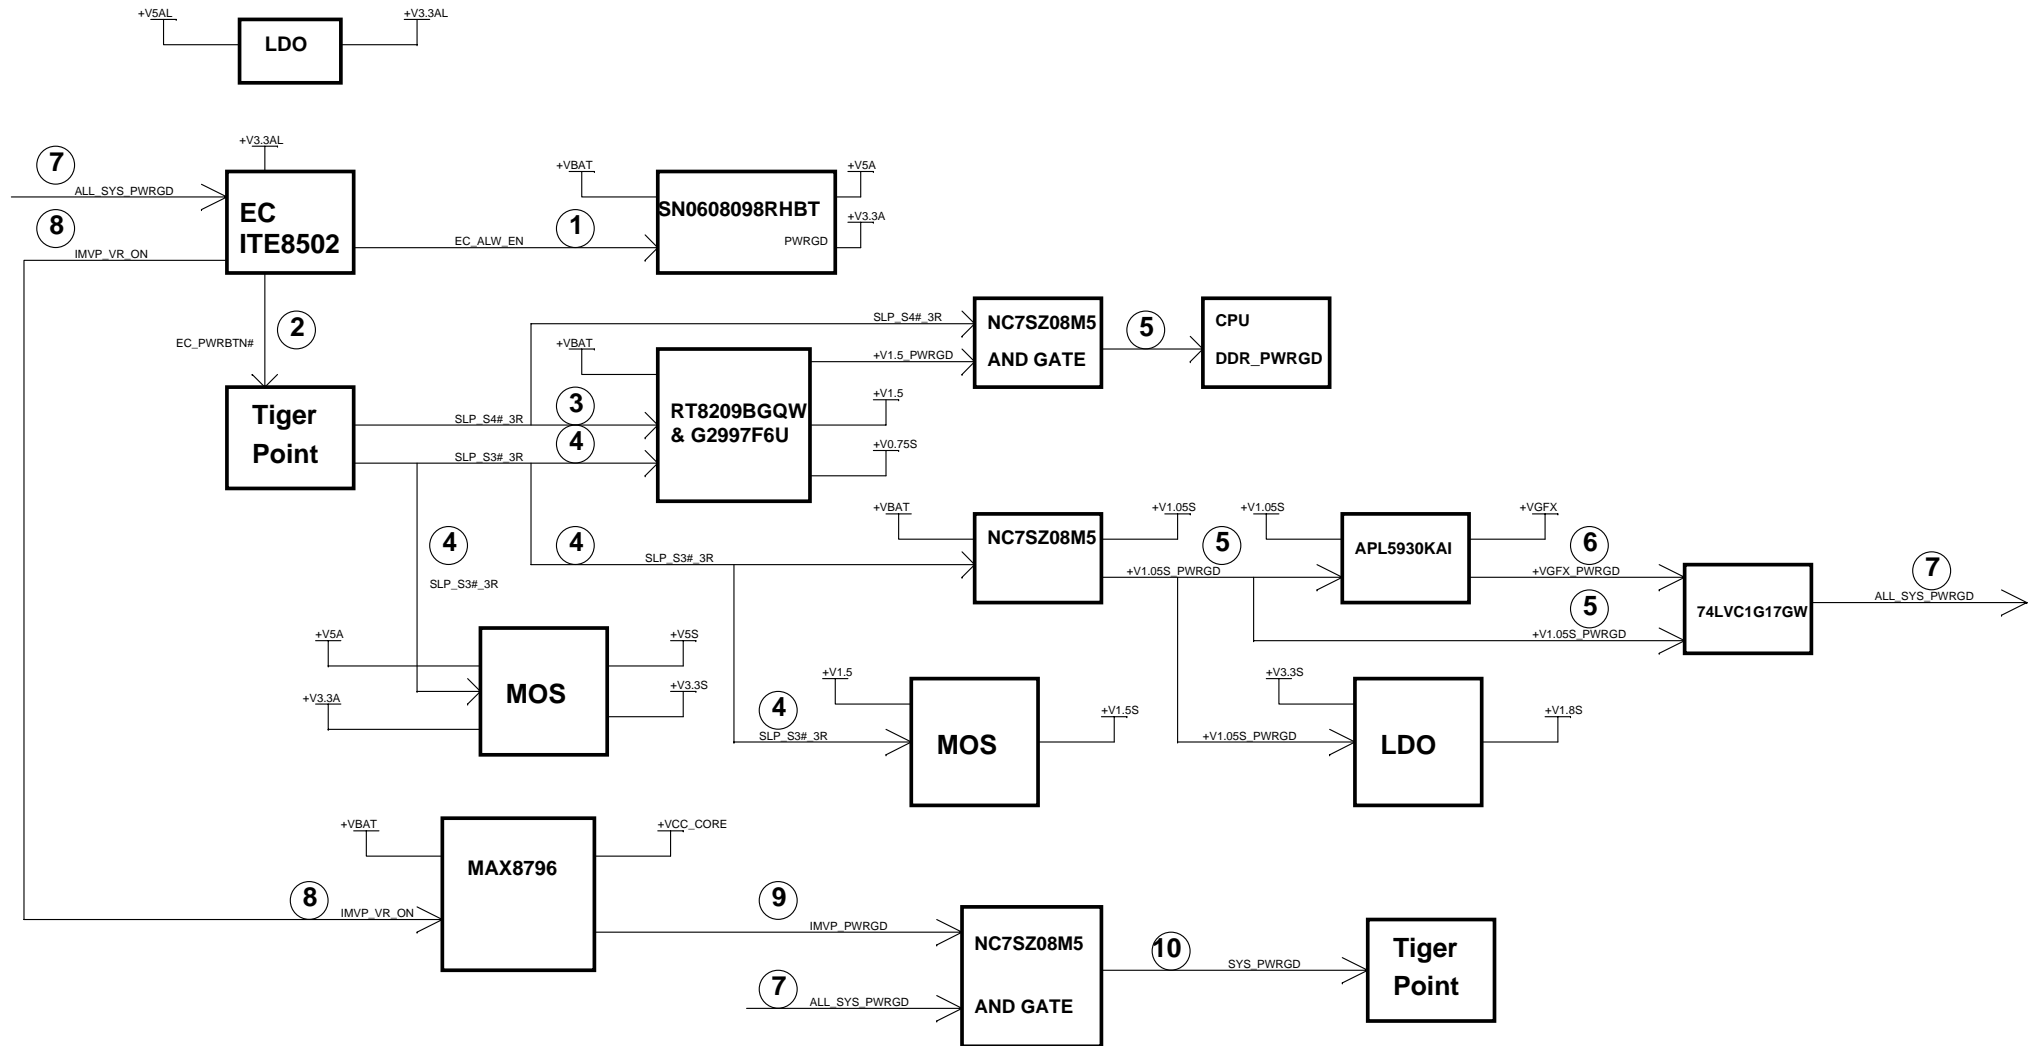 +V5AL
+V3.3AL
LDO
+V3.3AL
7
ALL_SYS_PWRGD
8
IMVP_VR_ON
EC
ITE8502
EC_ALW_EN
1
+VBAT
SN0608098RHBT
PWRGD
+V5A
+V3.3A
2
EC_PWRBTN#
Tiger
Point
SLP_S4#_3R
3
SLP_S3#_3R
4
+VBAT
RT8209BGQW
& G2997F6U
SLP_S4#_3R
+V1.5_PWRGD
+V1.5
+V0.75S
NC7SZ08M5
AND GATE
5
CPU
DDR_PWRGD
4
SLP_S3#_3R
4
SLP_S3#_3R
+VBAT
NC7SZ08M5
+V1.05S
5
+V1.05S_PWRGD
+V1.05S
APL5930KAI
+VGFX
6
+VGFX_PWRGD
5
+V1.05S_PWRGD
74LVC1G17GW
7
ALL_SYS_PWRGD
+V5A
+V3.3A
MOS
+V5S
+V3.3S
4
SLP_S3#_3R
+V1.5
MOS
+V1.5S
+V1.05S_PWRGD
+V3.3S
LDO
+V1.8S
+VBAT
MAX8796
+VCC_CORE
8
IMVP_VR_ON
9
IMVP_PWRGD
7
ALL_SYS_PWRGD
NC7SZ08M5
AND GATE
10
SYS_PWRGD
Tiger
Point